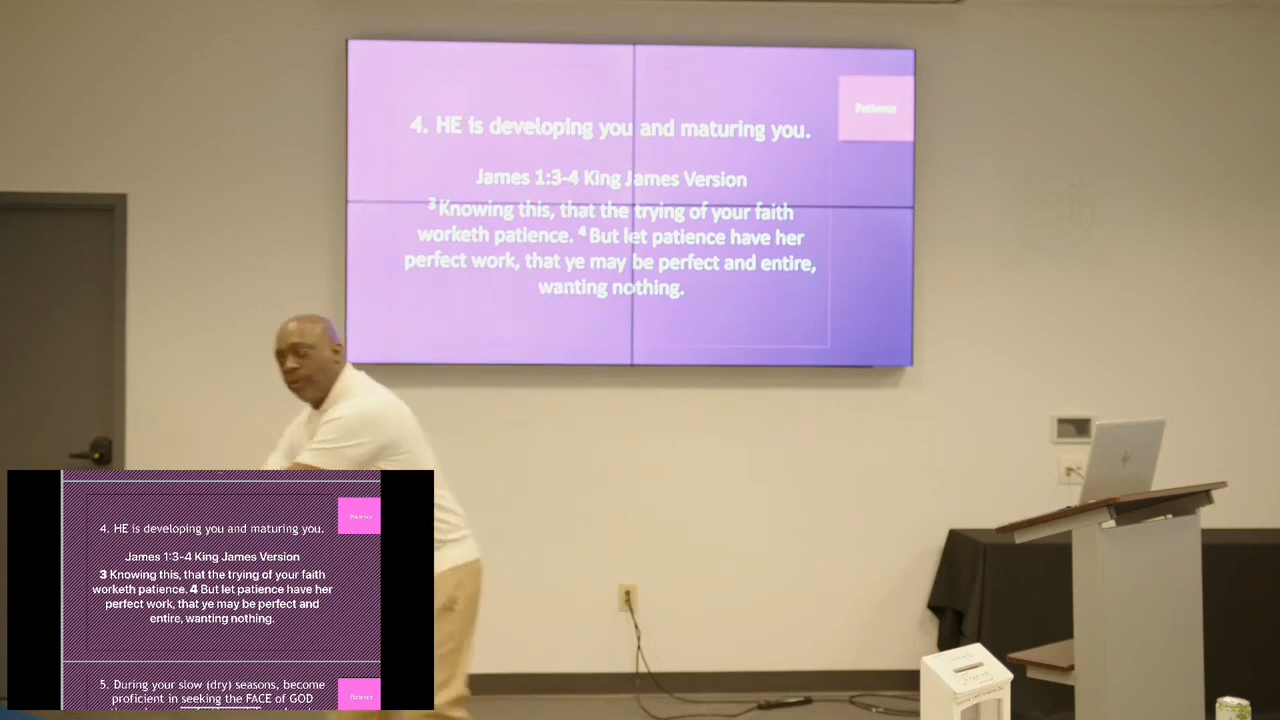 4. HE is developing you and maturing you.
Patience
James 1:3-4 King James Version
3 Knowing this, that the trying of your faith
worketh patience. 4 But let patience have her
perfect work, that ye may be perfect and entire,
wanting nothing.
4. HE is developing you and maturing you.
Patience
James 1:3-4 King James Version
3 Knowing this, that the trying of your faith
worketh patience. 4 But let patience have her
perfect work, that ye may be perfect and
entire, wanting nothing.
5. During your slow (dry) seasons, become
proficient in seeking the FACE of GOD
Patience